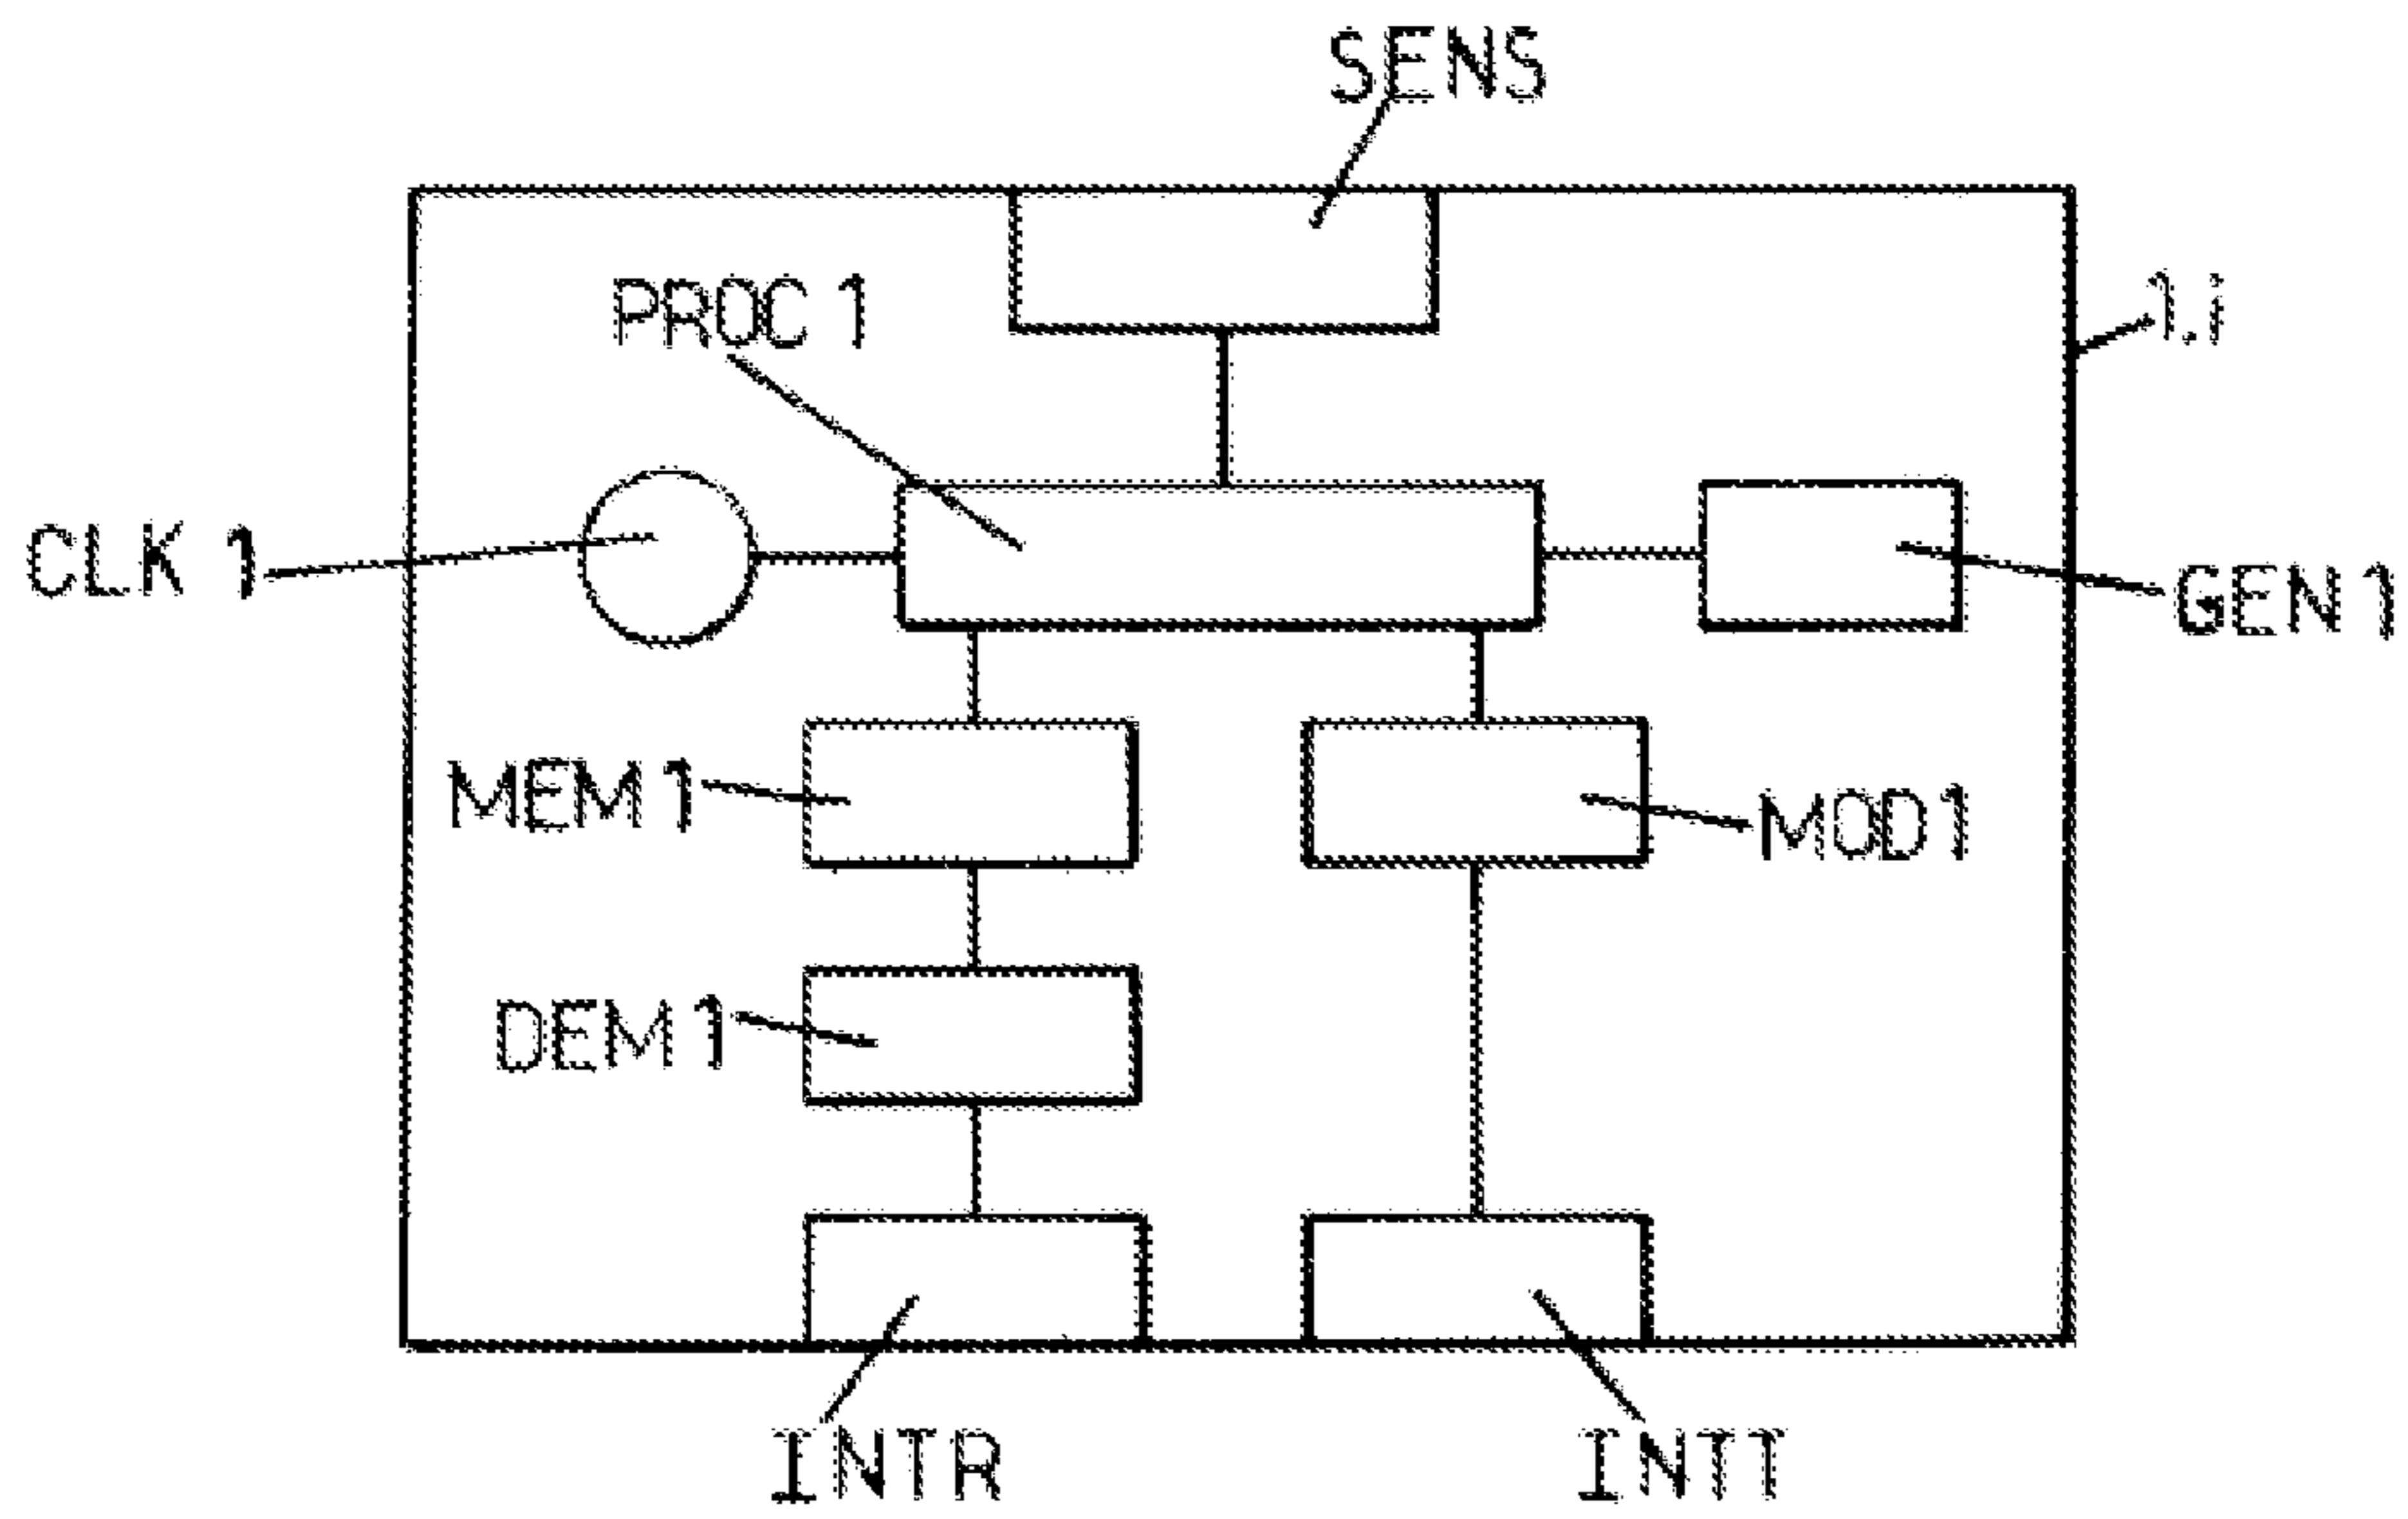 SENS
PROC 1
1.i
CLK 1
GEN 1
MEM 1
MOD 1
DEM 1
INTR
INTT